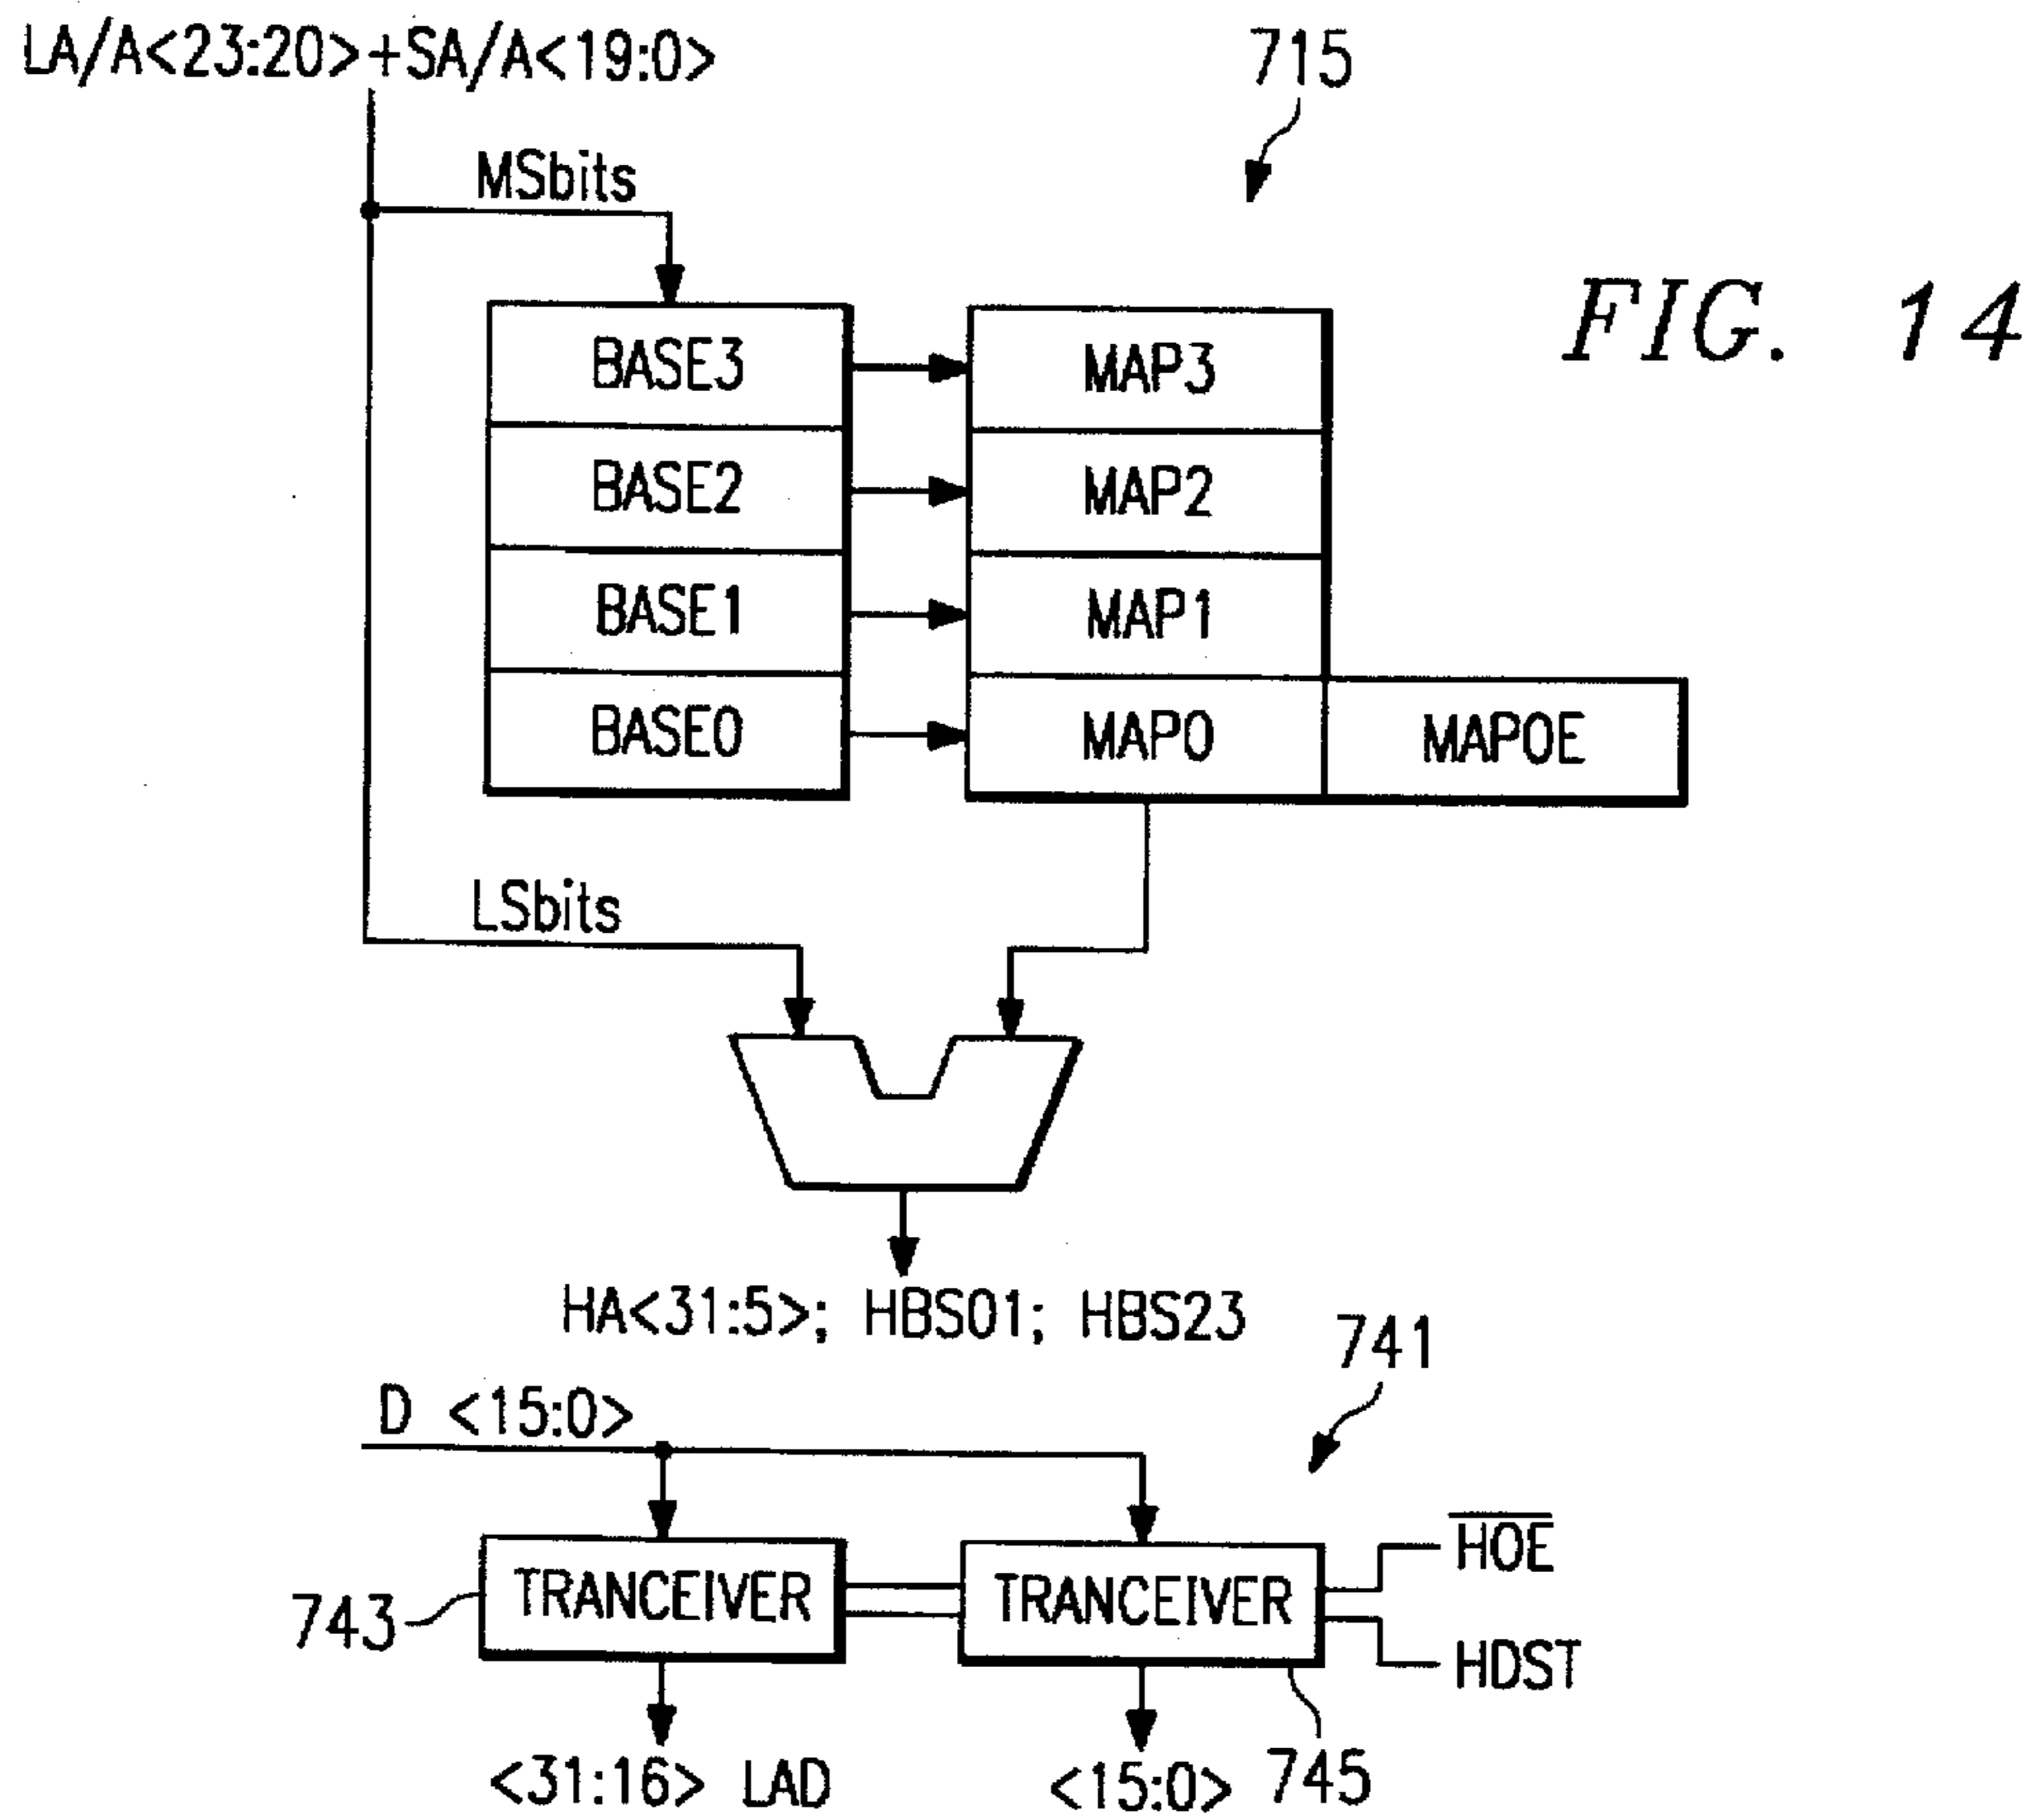 LA/A<23:20>+SA/A<19:0>
715
MSbits
FIG. 14
BASE3
MAP3
BASE2
MAP2
BASE1
MAP1
BASE0
MAP0
MAP0E
LSbits
HA<31:5>; HBS01; HBS23
741
D <15:0>
HOE
TRANCEIVER
TRANCEIVER
743
HDST
<31:16> LAD
<15:0>
745